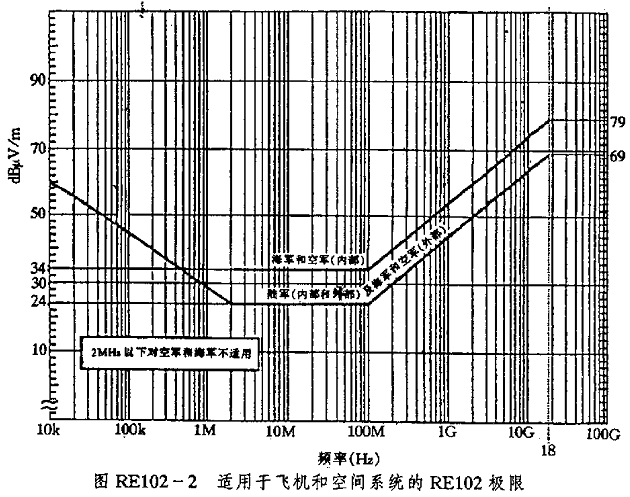 dBμV/m
90
79
70
69
50
海军和空军(内部)
34
30
陆军(内部和外部)
及海军和空军(外部)
24
10
2MHs以下对空军和海军不适用
10k 100k 1M 10M 100M 1G 10G 100G
18
频率(Hz)
图 RE102-2 适用于飞机和空间系统的 RE102 极限